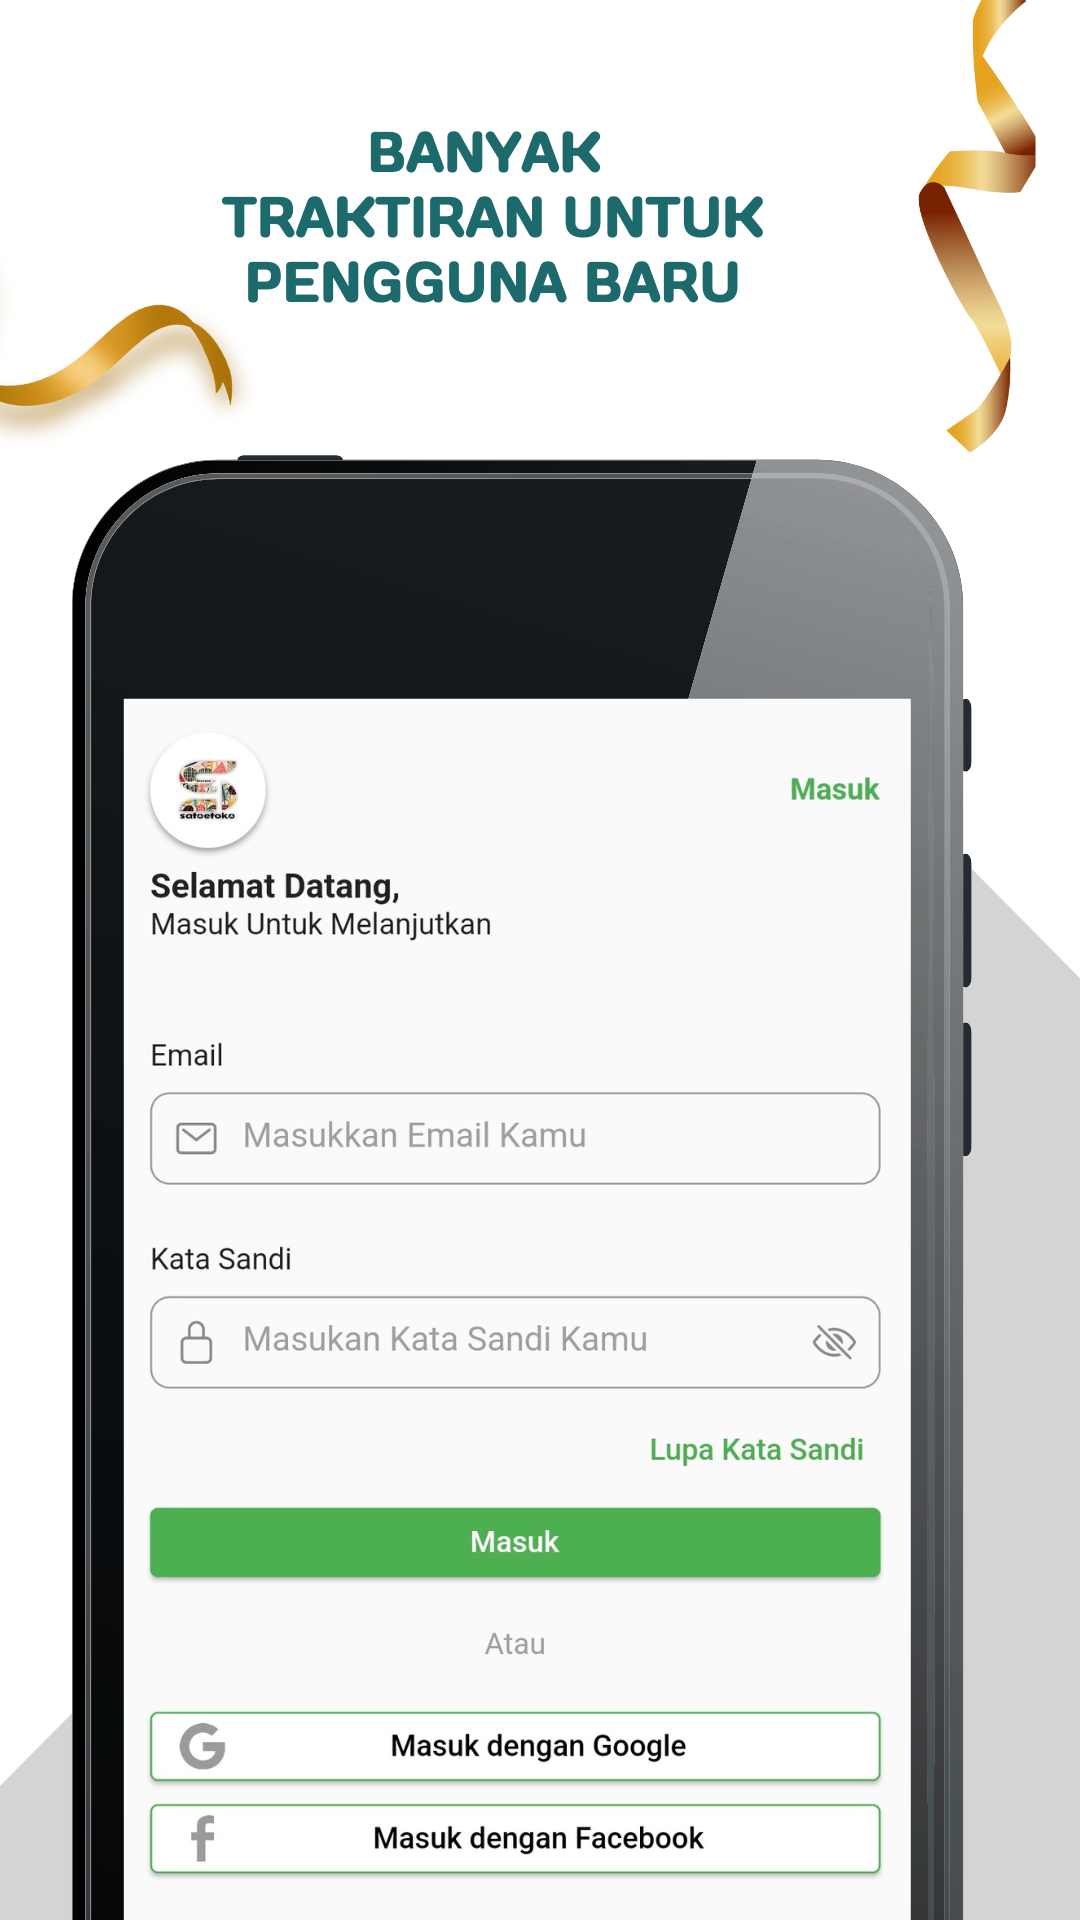 BANYAK
TRAKTIRAN UNTUK
PENGGUNA BARU
satoetoko
Masuk
Selamat Datang,
Masuk Untuk Melanjutkan
Email
Masukkan Email Kamu
Kata Sandi
Masukan Kata Sandi Kamu
Lupa Kata Sandi
Masuk
Atau
Masuk dengan Google
Masuk dengan Facebook